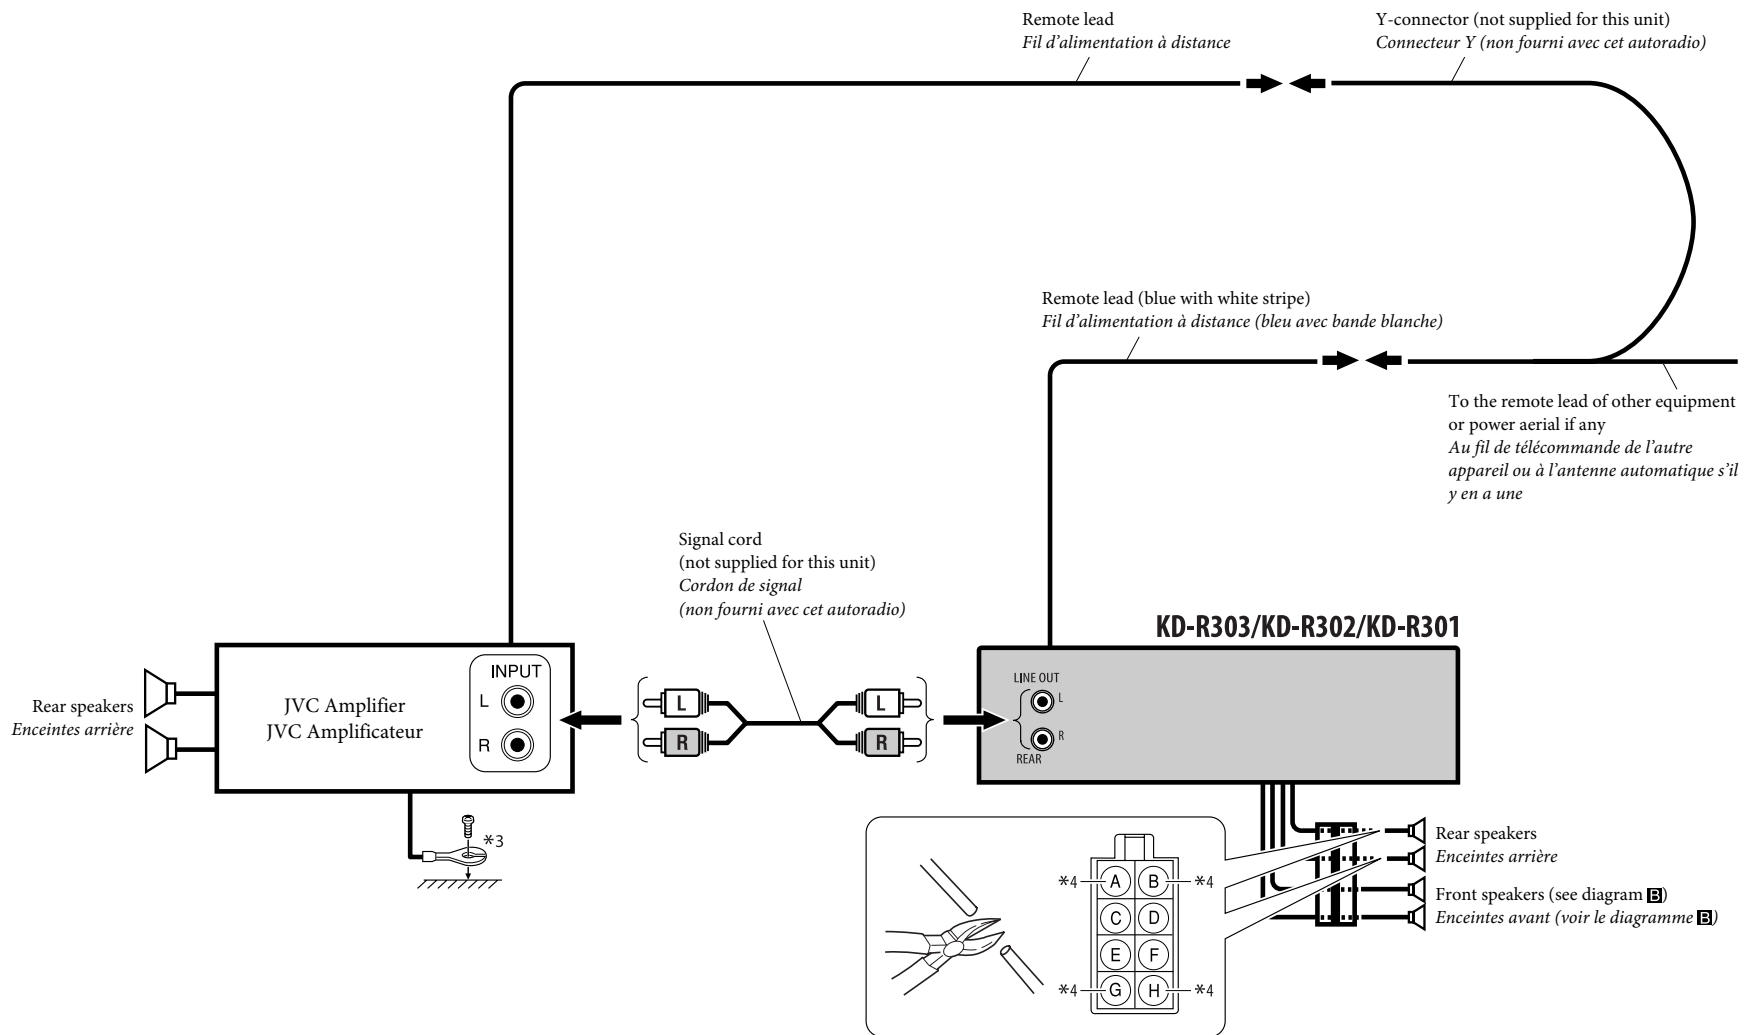 Remote lead
Fil d'alimentation à distance
Y-connector (not supplied for this unit)
Connecteur Y (non fourni avec cet autoradio)
Remote lead (blue with white stripe)
Fil d'alimentation à distance (bleu avec bande blanche)
To the remote lead of other equipment
or power aerial if any
Au fil de télécommande de l'autre
appareil ou à l'antenne automatique s'il
y en a une
Signal cord
(not supplied for this unit)
Cordon de signal
(non fourni avec cet autoradio)
KD-R303/KD-R302/KD-R301
Rear speakers
Enceintes arrière
JVC Amplifier
JVC Amplificateur
INPUT
L
R
L
R
L
R
LINE OUT
L
R
REAR
*3
*4 A B *4
C D
E F
*4 G H *4
Rear speakers
Enceintes arrière
Front speakers (see diagram B)
Enceintes avant (voir le diagramme B)